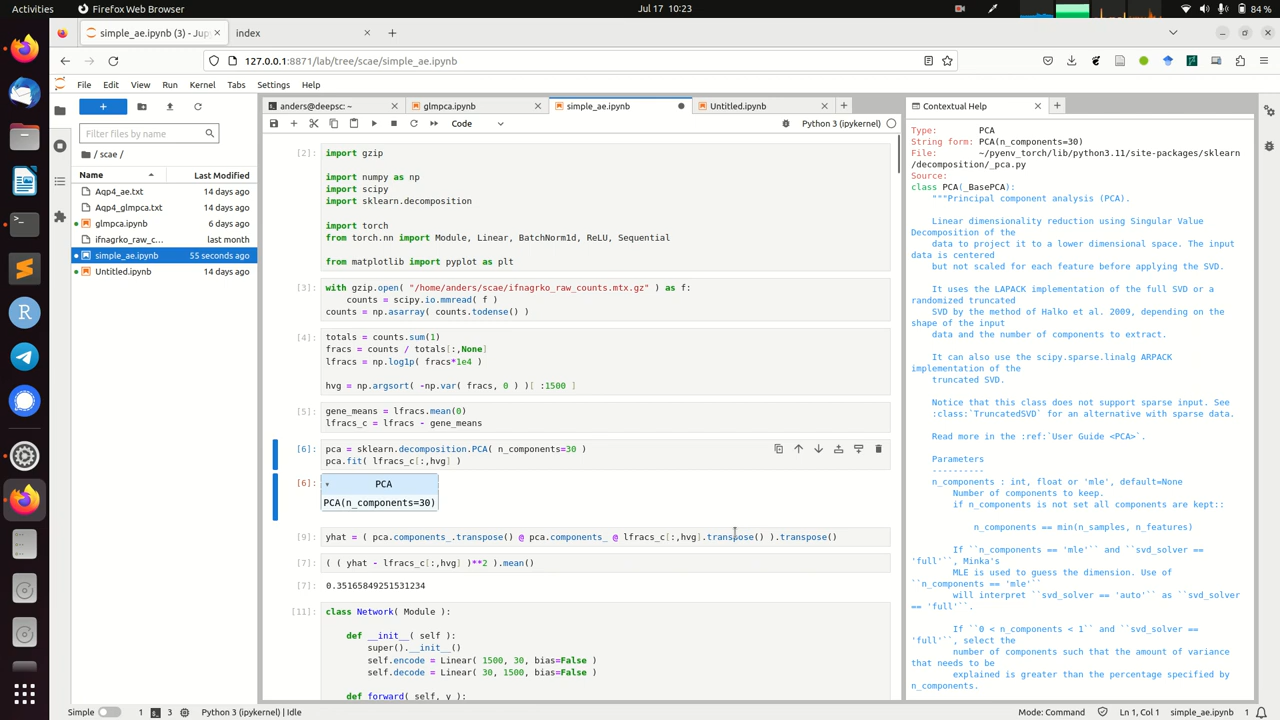 Activities
Firefox Web Browser
Jul 17 10:23
84 %
simple_ae.ipynb (3) - Jup
index
127.0.0.1:8871/lab/tree/scae/simple_ae.ipynb
File Edit View Run Kernel Tabs Settings Help
Filter files by name
/ scae /
Name Last Modified
Aqp4_ae.txt 14 days ago
Aqp4_glmpca.txt 14 days ago
glmpca.ipynb 6 days ago
ifnagrko_raw_c... last month
simple_ae.ipynb 55 seconds ago
Untitled.ipynb 14 days ago
anders@deepsc: ~
glmpca.ipynb
simple_ae.ipynb
Untitled.ipynb
Code
Python 3 (ipykernel)
[2]: import gzip
import numpy as np
import scipy
import sklearn.decomposition
import torch
from torch.nn import Module, Linear, BatchNorm1d, ReLU, Sequential
from matplotlib import pyplot as plt
[3]: with gzip.open( "/home/anders/scae/ifnagrko_raw_counts.mtx.gz" ) as f:
counts = scipy.io.mmread( f )
counts = np.asarray( counts.todense() )
[4]: totals = counts.sum(1)
fracs = counts / totals[:,None]
lfracs = np.log1p( fracs*1e4 )
hvg = np.argsort( -np.var( fracs, 0 ) )[ :1500 ]
[5]: gene_means = lfracs.mean(0)
lfracs_c = lfracs - gene_means
[6]: pca = sklearn.decomposition.PCA( n_components=30 )
pca.fit( lfracs_c[:,hvg] )
[6]: PCA
PCA(n_components=30)
[9]: yhat = ( pca.components_.transpose() @ pca.components_ @ lfracs_c[:,hvg].transpose() ).transpose()
[7]: ( ( yhat - lfracs_c[:,hvg] )**2 ).mean()
[7]: 0.35165849251531234
[11]: class Network( Module ):
def __init__( self ):
super().__init__()
self.encode = Linear( 1500, 30, bias=False )
self.decode = Linear( 30, 1500, bias=False )
def forward( self, y ):
Contextual Help
Type: PCA
String form: PCA(n_components=30)
File: ~/pyenv_torch/lib/python3.11/site-packages/sklearn
/decomposition/_pca.py
Source:
class PCA(_BasePCA):
"""Principal component analysis (PCA).
Linear dimensionality reduction using Singular Value
Decomposition of the
data to project it to a lower dimensional space. The input
data is centered
but not scaled for each feature before applying the SVD.
It uses the LAPACK implementation of the full SVD or a
randomized truncated
SVD by the method of Halko et al. 2009, depending on the
shape of the input
data and the number of components to extract.
It can also use the scipy.sparse.linalg ARPACK
implementation of the
truncated SVD.
Notice that this class does not support sparse input. See
:class:`TruncatedSVD` for an alternative with sparse data.
Read more in the :ref:`User Guide <PCA>`.
Parameters
----------
n_components : int, float or 'mle', default=None
Number of components to keep.
if n_components is not set all components are kept::
n_components == min(n_samples, n_features)
If ``n_components == 'mle'`` and ``svd_solver ==
'full'``, Minka's
MLE is used to guess the dimension. Use of
``n_components == 'mle'``
will interpret ``svd_solver == 'auto'`` as ``svd_solver
== 'full'``.
If ``0 < n_components < 1`` and ``svd_solver ==
'full'``, select the
number of components such that the amount of variance
that needs to be
explained is greater than the percentage specified by
n_components.
Simple
1
3
Python 3 (ipykernel) | Idle
Mode: Command
Ln 1, Col 1
simple_ae.ipynb
1